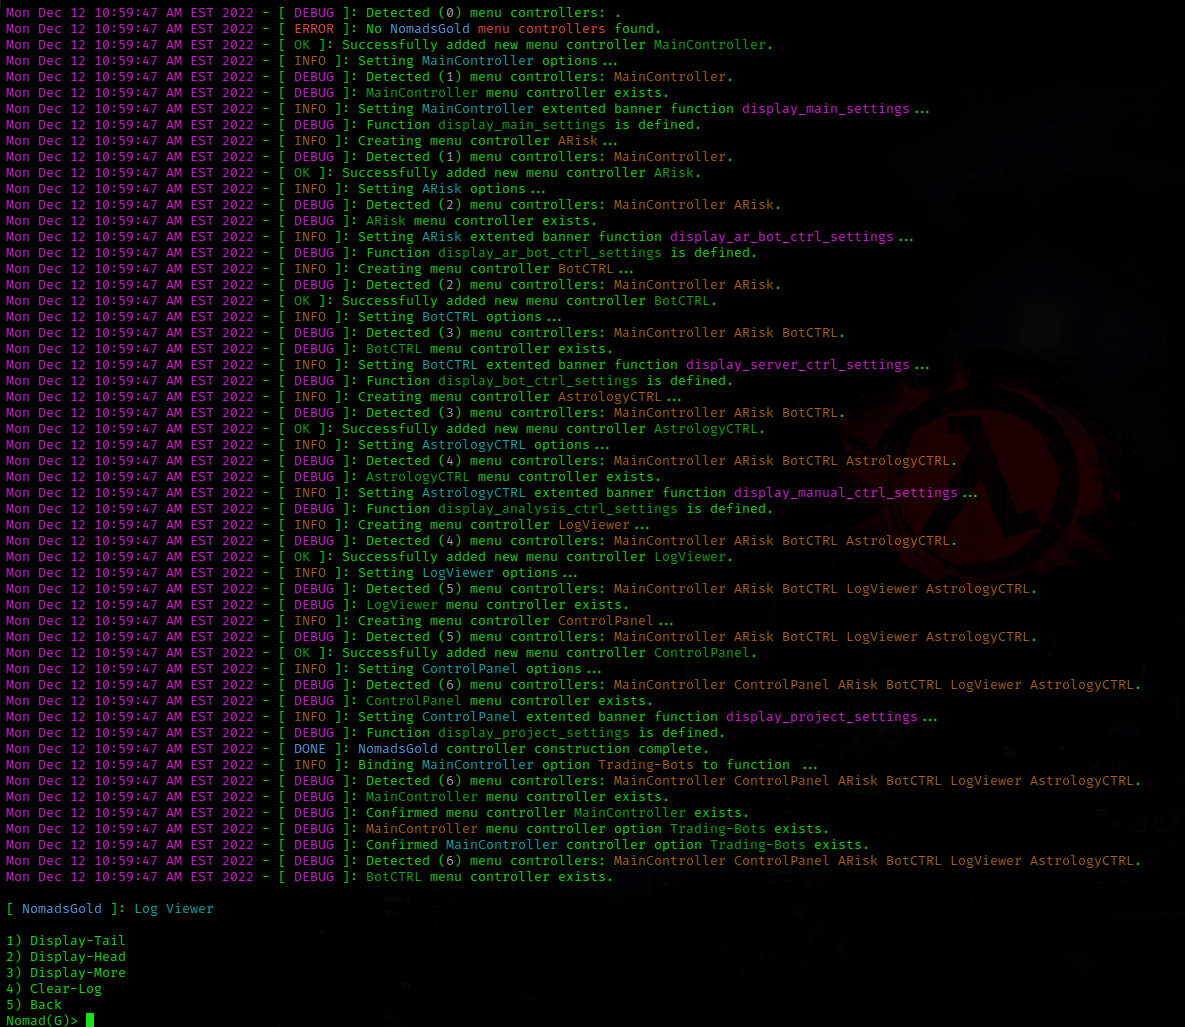 Mon Dec 12 10:59:47 AM EST 2022 - [ DEBUG ]: Detected (0) menu controllers: .
Mon Dec 12 10:59:47 AM EST 2022 - [ ERROR ]: No NomadsGold menu controllers found.
Mon Dec 12 10:59:47 AM EST 2022 - [ OK ]: Successfully added new menu controller MainController.
Mon Dec 12 10:59:47 AM EST 2022 - [ INFO ]: Setting MainController options...
Mon Dec 12 10:59:47 AM EST 2022 - [ DEBUG ]: Detected (1) menu controllers: MainController.
Mon Dec 12 10:59:47 AM EST 2022 - [ DEBUG ]: MainController menu controller exists.
Mon Dec 12 10:59:47 AM EST 2022 - [ INFO ]: Setting MainController extented banner function display_main_settings...
Mon Dec 12 10:59:47 AM EST 2022 - [ DEBUG ]: Function display_main_settings is defined.
Mon Dec 12 10:59:47 AM EST 2022 - [ INFO ]: Creating menu controller ARisk...
Mon Dec 12 10:59:47 AM EST 2022 - [ DEBUG ]: Detected (1) menu controllers: MainController.
Mon Dec 12 10:59:47 AM EST 2022 - [ OK ]: Successfully added new menu controller ARisk.
Mon Dec 12 10:59:47 AM EST 2022 - [ INFO ]: Setting ARisk options...
Mon Dec 12 10:59:47 AM EST 2022 - [ DEBUG ]: Detected (2) menu controllers: MainController ARisk.
Mon Dec 12 10:59:47 AM EST 2022 - [ DEBUG ]: ARisk menu controller exists.
Mon Dec 12 10:59:47 AM EST 2022 - [ INFO ]: Setting ARisk extented banner function display_ar_bot_ctrl_settings...
Mon Dec 12 10:59:47 AM EST 2022 - [ DEBUG ]: Function display_ar_bot_ctrl_settings is defined.
Mon Dec 12 10:59:47 AM EST 2022 - [ INFO ]: Creating menu controller BotCTRL...
Mon Dec 12 10:59:47 AM EST 2022 - [ DEBUG ]: Detected (2) menu controllers: MainController ARisk.
Mon Dec 12 10:59:47 AM EST 2022 - [ OK ]: Successfully added new menu controller BotCTRL.
Mon Dec 12 10:59:47 AM EST 2022 - [ INFO ]: Setting BotCTRL options...
Mon Dec 12 10:59:47 AM EST 2022 - [ DEBUG ]: Detected (3) menu controllers: MainController ARisk BotCTRL.
Mon Dec 12 10:59:47 AM EST 2022 - [ DEBUG ]: BotCTRL menu controller exists.
Mon Dec 12 10:59:47 AM EST 2022 - [ INFO ]: Setting BotCTRL extented banner function display_server_ctrl_settings...
Mon Dec 12 10:59:47 AM EST 2022 - [ DEBUG ]: Function display_bot_ctrl_settings is defined.
Mon Dec 12 10:59:47 AM EST 2022 - [ INFO ]: Creating menu controller AstrologyCTRL...
Mon Dec 12 10:59:47 AM EST 2022 - [ DEBUG ]: Detected (3) menu controllers: MainController ARisk BotCTRL.
Mon Dec 12 10:59:47 AM EST 2022 - [ OK ]: Successfully added new menu controller AstrologyCTRL.
Mon Dec 12 10:59:47 AM EST 2022 - [ INFO ]: Setting AstrologyCTRL options...
Mon Dec 12 10:59:47 AM EST 2022 - [ DEBUG ]: Detected (4) menu controllers: MainController ARisk BotCTRL AstrologyCTRL.
Mon Dec 12 10:59:47 AM EST 2022 - [ DEBUG ]: AstrologyCTRL menu controller exists.
Mon Dec 12 10:59:47 AM EST 2022 - [ INFO ]: Setting AstrologyCTRL extented banner function display_manual_ctrl_settings...
Mon Dec 12 10:59:47 AM EST 2022 - [ DEBUG ]: Function display_analysis_ctrl_settings is defined.
Mon Dec 12 10:59:47 AM EST 2022 - [ INFO ]: Creating menu controller LogViewer...
Mon Dec 12 10:59:47 AM EST 2022 - [ DEBUG ]: Detected (4) menu controllers: MainController ARisk BotCTRL AstrologyCTRL.
Mon Dec 12 10:59:47 AM EST 2022 - [ OK ]: Successfully added new menu controller LogViewer.
Mon Dec 12 10:59:47 AM EST 2022 - [ INFO ]: Setting LogViewer options...
Mon Dec 12 10:59:47 AM EST 2022 - [ DEBUG ]: Detected (5) menu controllers: MainController ARisk BotCTRL LogViewer AstrologyCTRL.
Mon Dec 12 10:59:47 AM EST 2022 - [ DEBUG ]: LogViewer menu controller exists.
Mon Dec 12 10:59:47 AM EST 2022 - [ INFO ]: Creating menu controller ControlPanel...
Mon Dec 12 10:59:47 AM EST 2022 - [ DEBUG ]: Detected (5) menu controllers: MainController ARisk BotCTRL LogViewer AstrologyCTRL.
Mon Dec 12 10:59:47 AM EST 2022 - [ OK ]: Successfully added new menu controller ControlPanel.
Mon Dec 12 10:59:47 AM EST 2022 - [ INFO ]: Setting ControlPanel options...
Mon Dec 12 10:59:47 AM EST 2022 - [ DEBUG ]: Detected (6) menu controllers: MainController ControlPanel ARisk BotCTRL LogViewer AstrologyCTRL.
Mon Dec 12 10:59:47 AM EST 2022 - [ DEBUG ]: ControlPanel menu controller exists.
Mon Dec 12 10:59:47 AM EST 2022 - [ INFO ]: Setting ControlPanel extented banner function display_project_settings...
Mon Dec 12 10:59:47 AM EST 2022 - [ DEBUG ]: Function display_project_settings is defined.
Mon Dec 12 10:59:47 AM EST 2022 - [ DONE ]: NomadsGold controller construction complete.
Mon Dec 12 10:59:47 AM EST 2022 - [ INFO ]: Binding MainController option Trading-Bots to function ...
Mon Dec 12 10:59:47 AM EST 2022 - [ DEBUG ]: Detected (6) menu controllers: MainController ControlPanel ARisk BotCTRL LogViewer AstrologyCTRL.
Mon Dec 12 10:59:47 AM EST 2022 - [ DEBUG ]: MainController menu controller exists.
Mon Dec 12 10:59:47 AM EST 2022 - [ DEBUG ]: Confirmed menu controller MainController exists.
Mon Dec 12 10:59:47 AM EST 2022 - [ DEBUG ]: MainController menu controller option Trading-Bots exists.
Mon Dec 12 10:59:47 AM EST 2022 - [ DEBUG ]: Confirmed MainController controller option Trading-Bots exists.
Mon Dec 12 10:59:47 AM EST 2022 - [ DEBUG ]: Detected (6) menu controllers: MainController ControlPanel ARisk BotCTRL LogViewer AstrologyCTRL.
Mon Dec 12 10:59:47 AM EST 2022 - [ DEBUG ]: BotCTRL menu controller exists.
[ NomadsGold ]: Log Viewer
1) Display-Tail
2) Display-Head
3) Display-More
4) Clear-Log
5) Back
Nomad(G)>